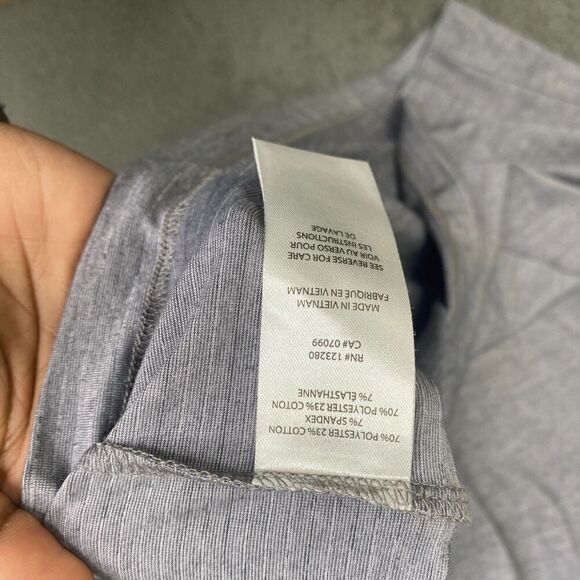 70% POLYESTER 23% COTTON
7% SPANDEX
70% POLYESTER 23% COTON
7% ÉLASTHANNE
RN# 123280
CA# 07099
MADE IN VIETNAM
FABRIQUÉ EN VIETNAM
SEE REVERSE FOR CARE
VOIR AU VERSO POUR
LES INSTRUCTIONS
DE LAVAGE